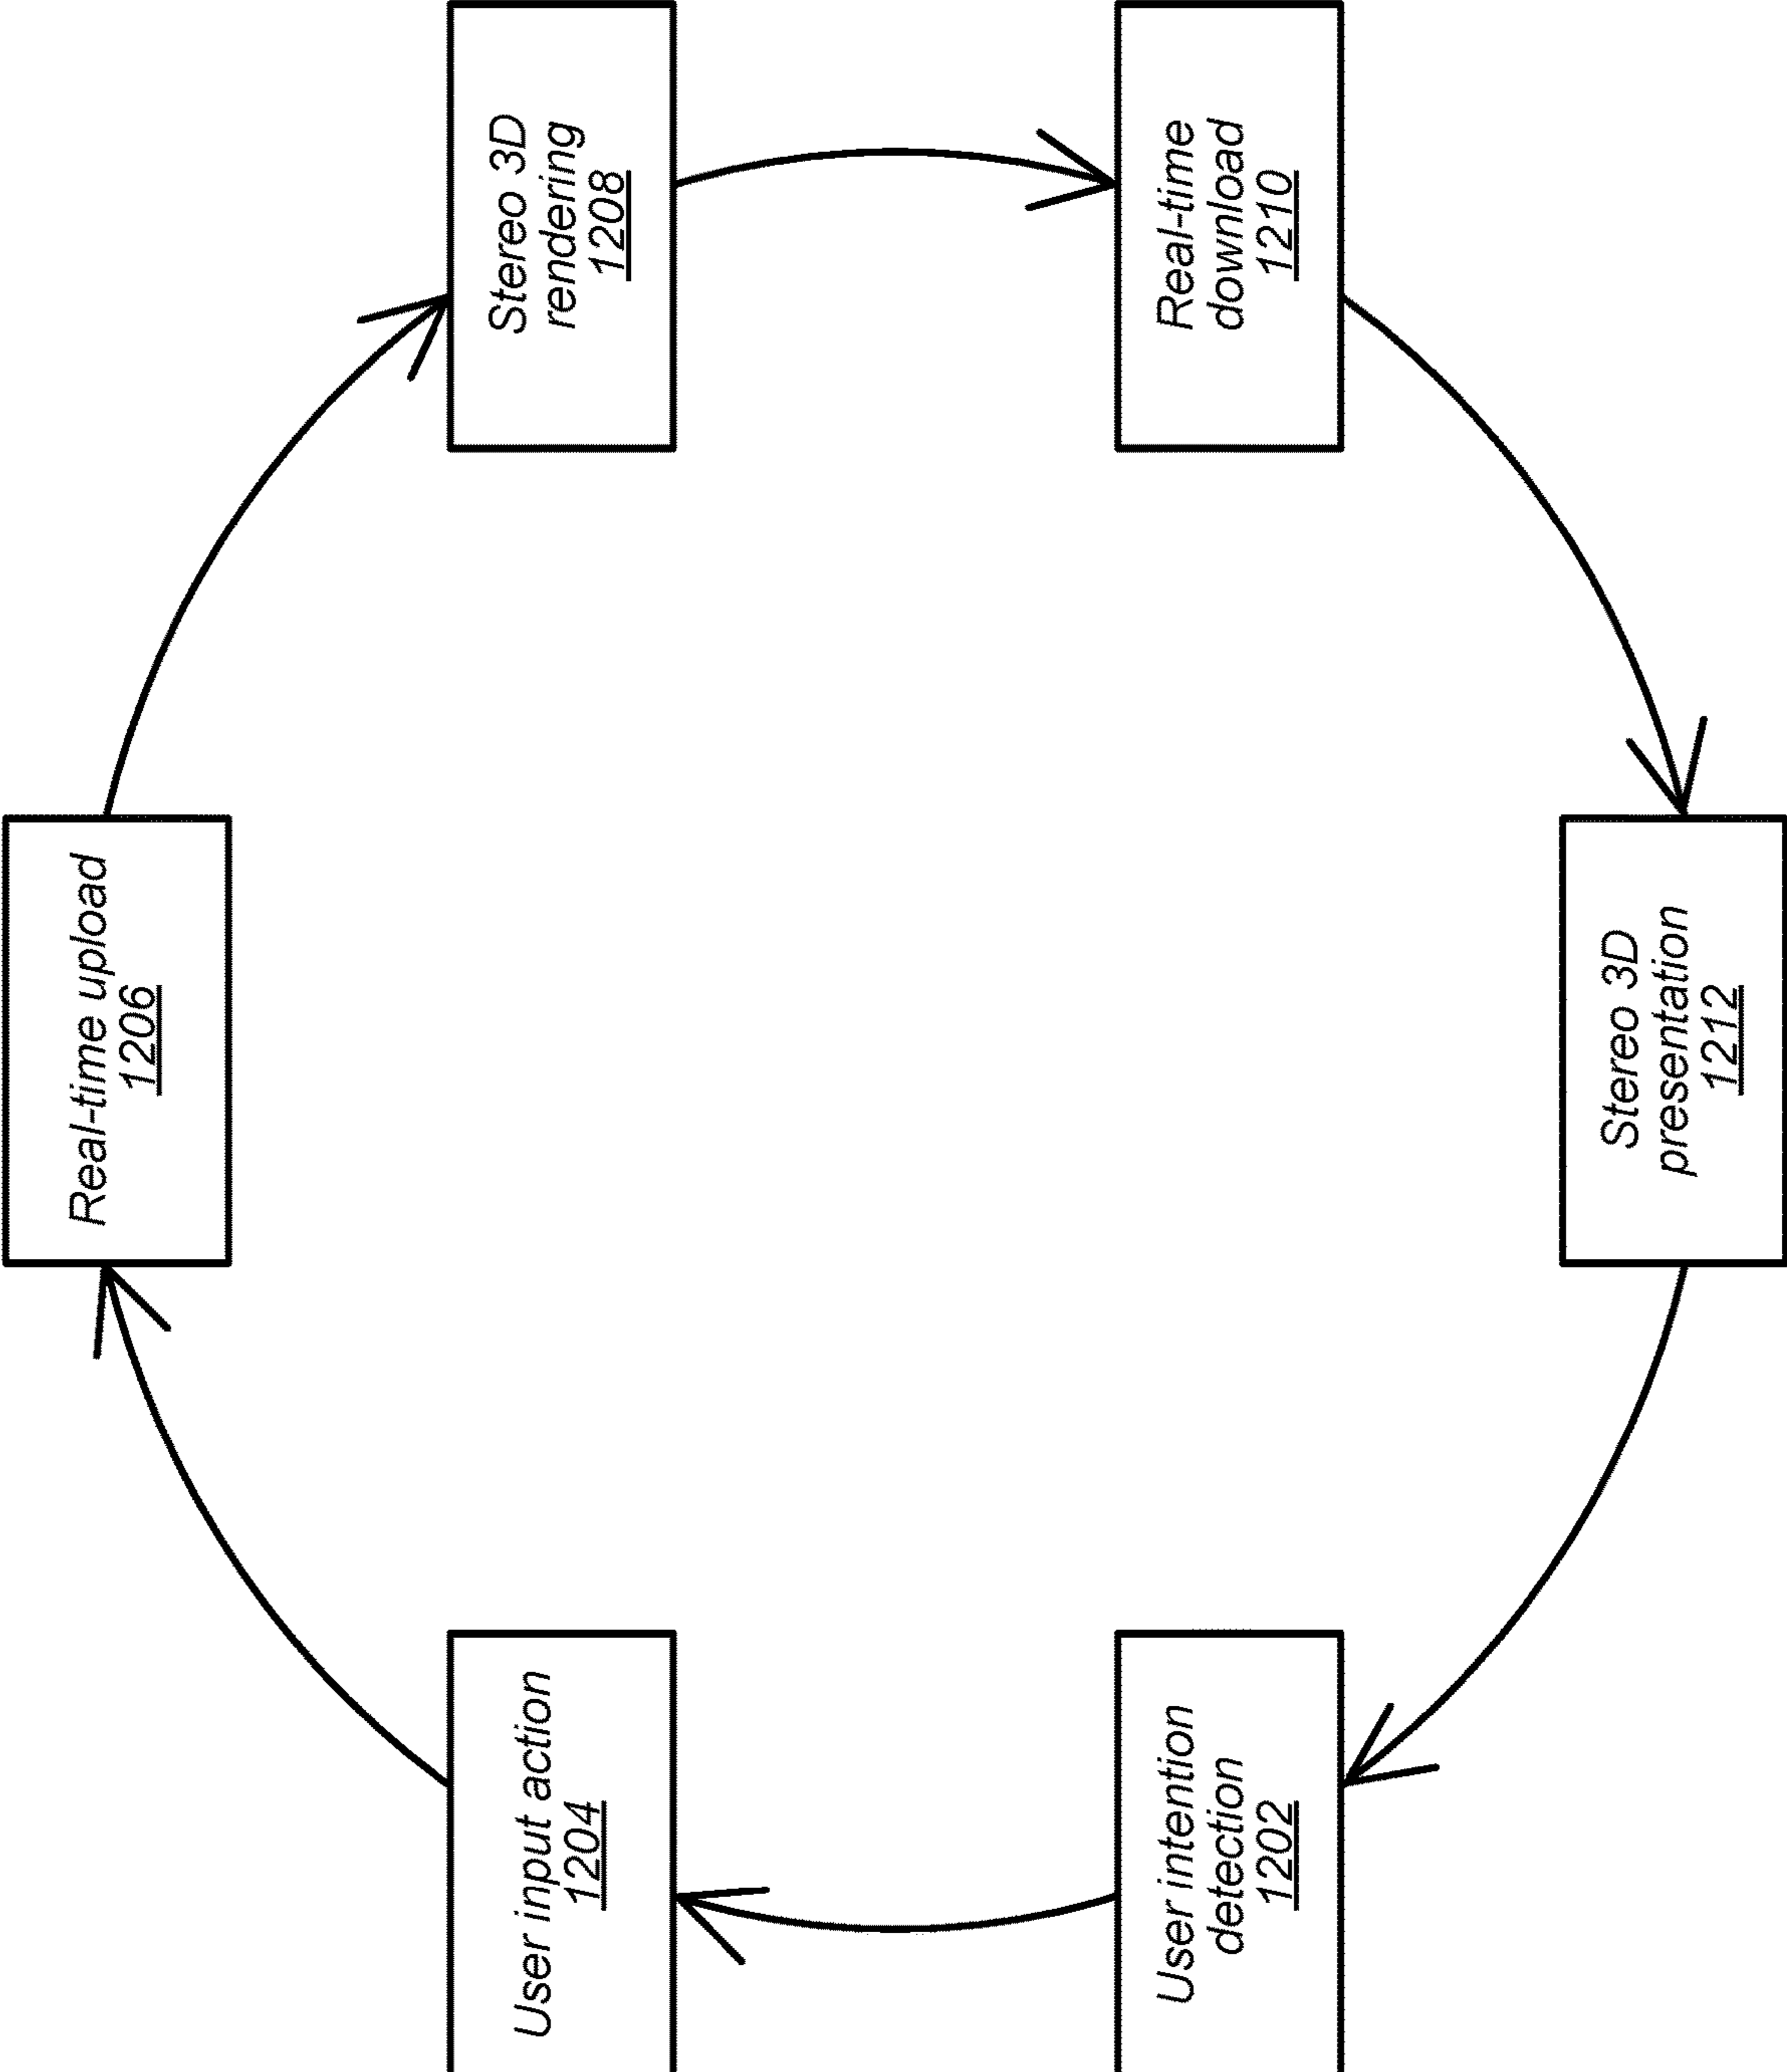 User intention
detection
1202
User input action
1204
Real-time upload
1206
Stereo 3D
rendering
1208
Real-time
download
1210
Stereo 3D
presentation
1212